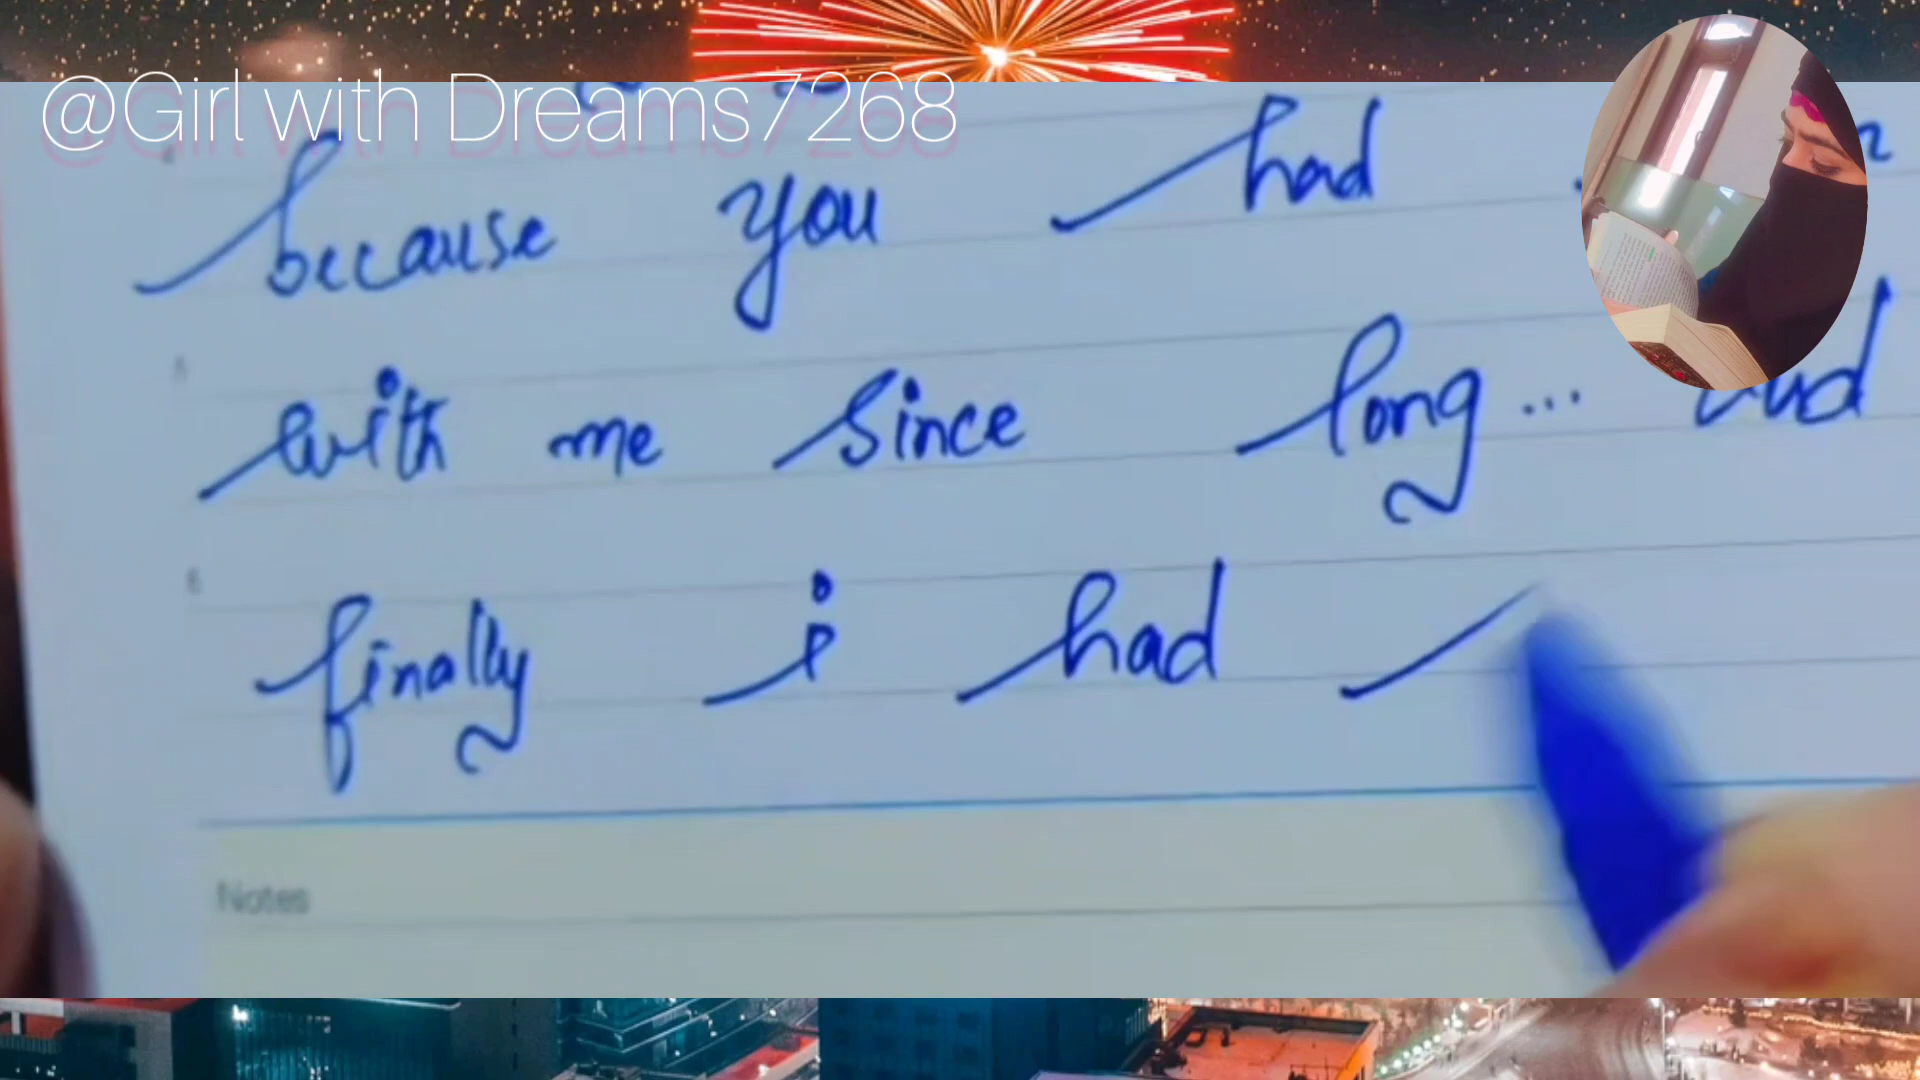 @Girl with Dreams7268
because you had
with me since long... and
finally i had
Notes